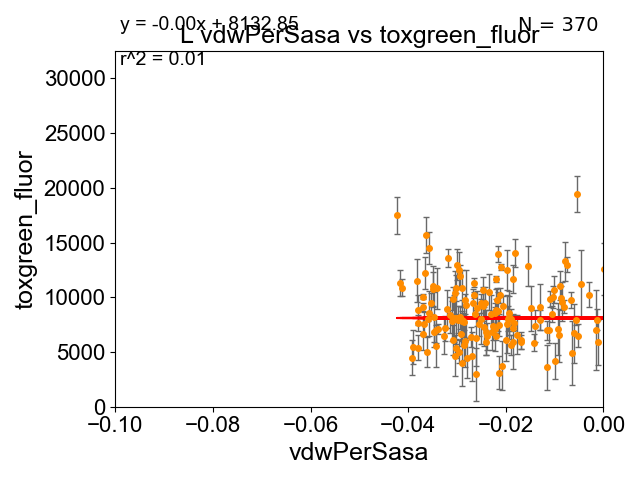 y = -0.00x + 8132.85
N = 370
L vdwPerSasa vs toxgreen_fluor
r^2 = 0.01
30000
25000
20000
15000
10000
5000
0
toxgreen_fluor
−0.10
−0.08
−0.06
−0.04
−0.02
0.00
vdwPerSasa